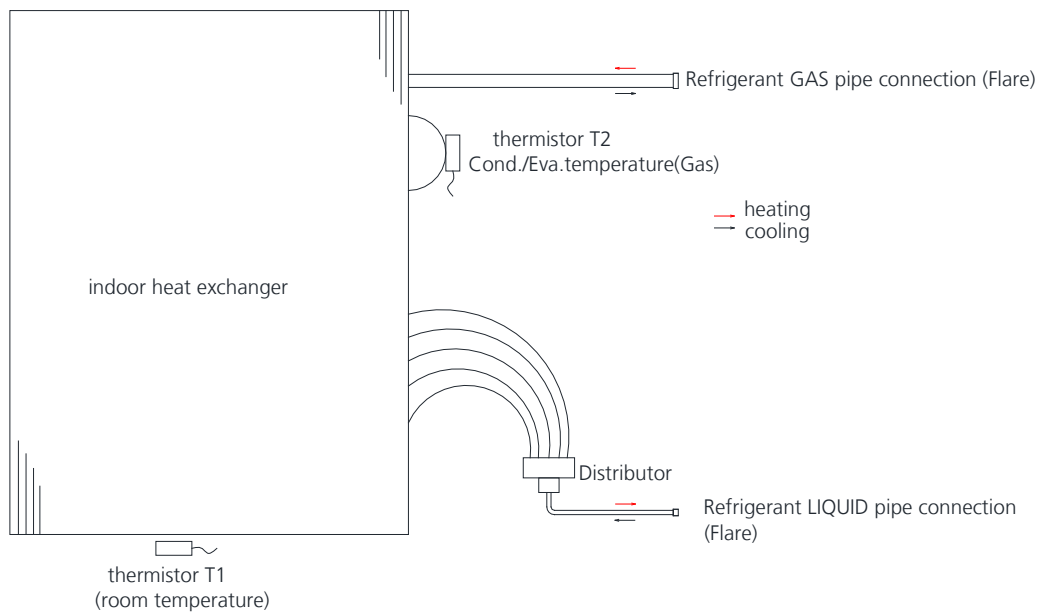 Refrigerant GAS pipe connection (Flare)
thermistor T2
Cond./Eva.temperature(Gas)
heating
cooling
indoor heat exchanger
Distributor
Refrigerant LIQUID pipe connection
(Flare)
thermistor T1
(room temperature)